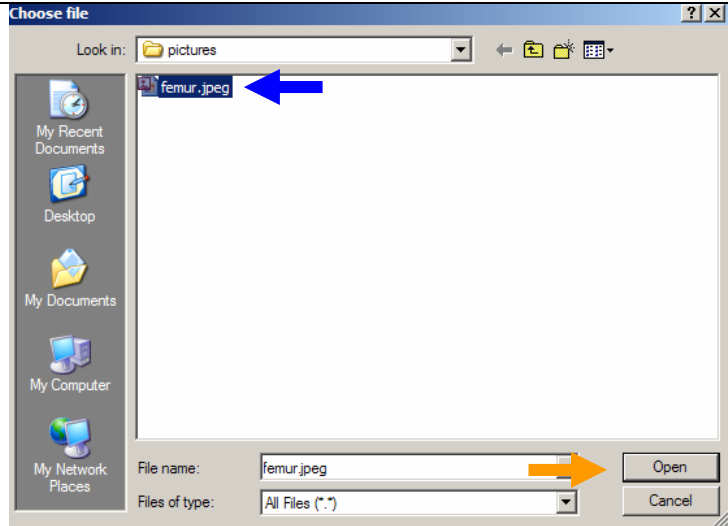 Choose file
Look in:
pictures
femur.jpeg
My Recent
Documents
Desktop
My Documents
My Computer
My Network
Places
File name:
femur.jpeg
Open
Files of type:
All Files (*.*)
Cancel